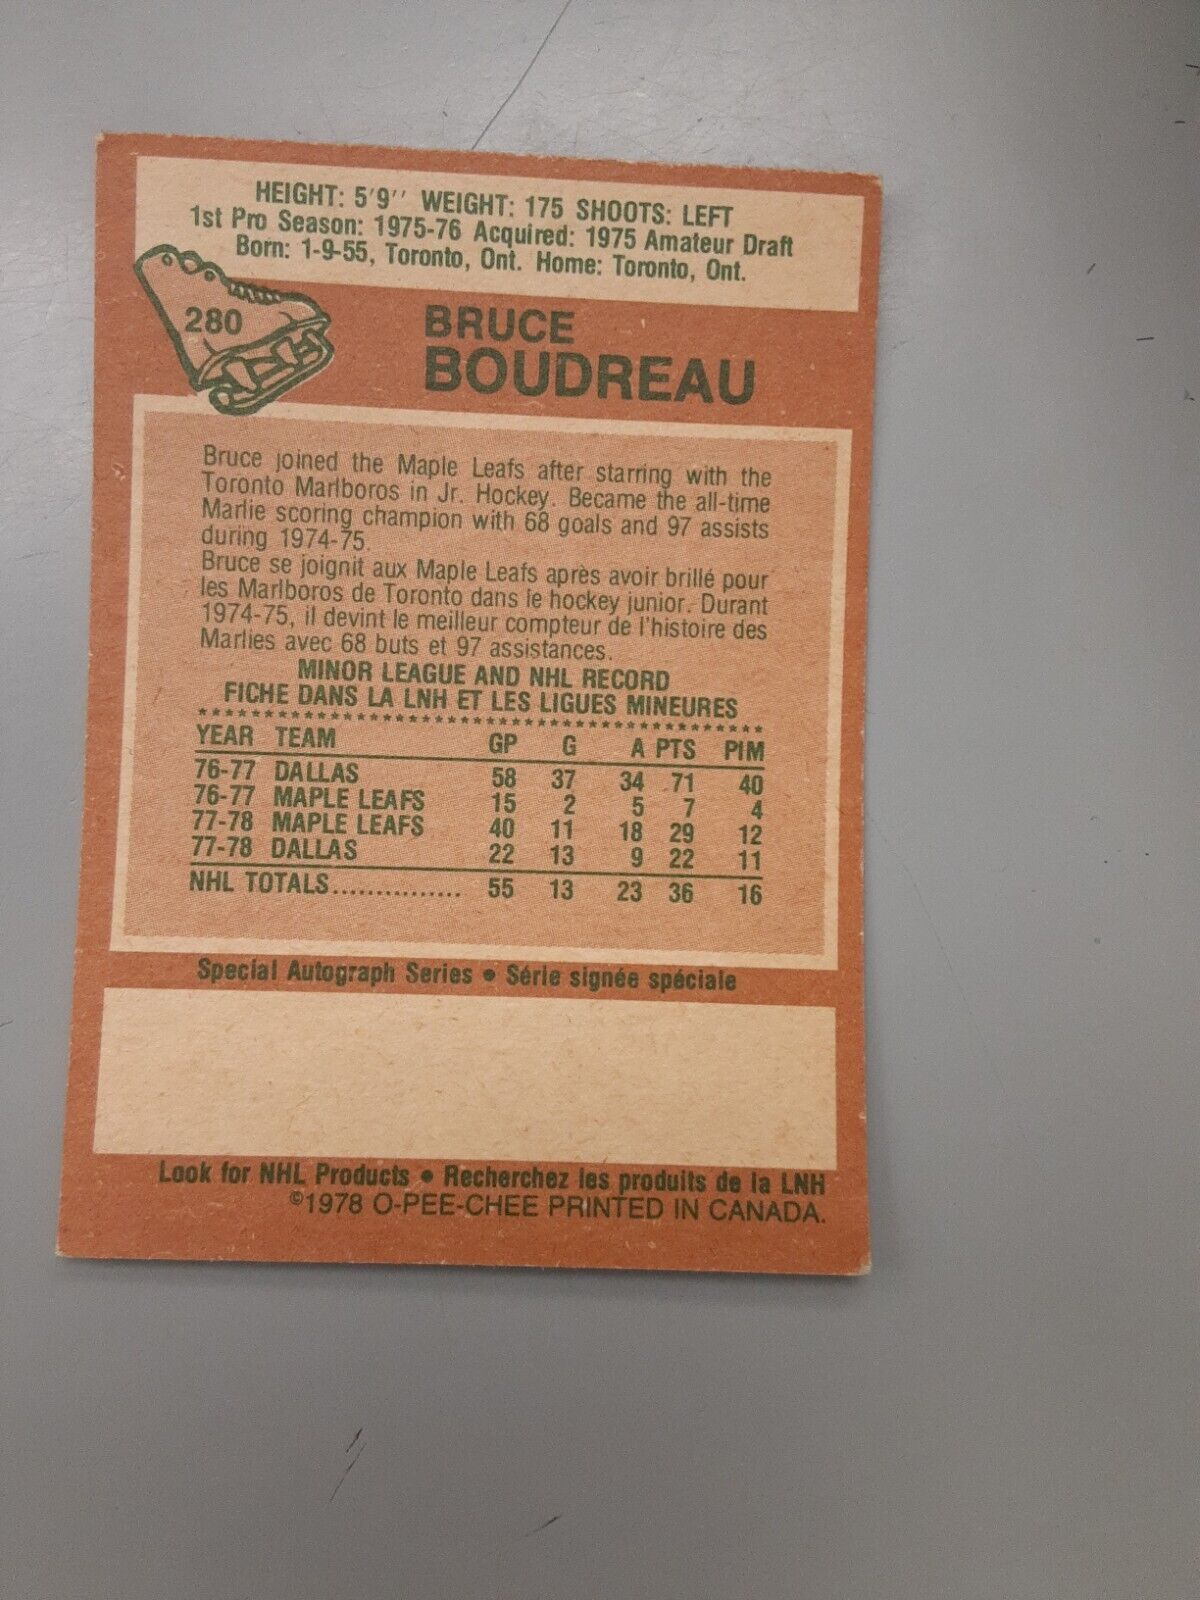 HEIGHT: 5'9'' WEIGHT: 175 SHOOTS: LEFT
1st Pro Season: 1975-76 Acquired: 1975 Amateur Draft
Born: 1-9-55, Toronto, Ont. Home: Toronto, Ont.
280
BRUCE
BOUDREAU
Bruce joined the Maple Leafs after starring with the
Toronto Marlboros in Jr. Hockey. Became the all-time
Marlie scoring champion with 68 goals and 97 assists
during 1974-75.
Bruce se joignit aux Maple Leafs après avoir brillé pour
les Marlboros de Toronto dans le hockey junior. Durant
1974-75, il devint le meilleur compteur de l'histoire des
Marlies avec 68 buts et 97 assistances.
MINOR LEAGUE AND NHL RECORD
FICHE DANS LA LNH ET LES LIGUES MINEURES
YEAR TEAM GP G A PTS PIM
76-77 DALLAS 58 37 34 71 40
76-77 MAPLE LEAFS 15 2 5 7 4
77-78 MAPLE LEAFS 40 11 18 29 12
77-78 DALLAS 22 13 9 22 11
NHL TOTALS............... 55 13 23 36 16
Special Autograph Series • Série signée spéciale
Look for NHL Products • Recherchez les produits de la LNH
©1978 O-PEE-CHEE PRINTED IN CANADA.